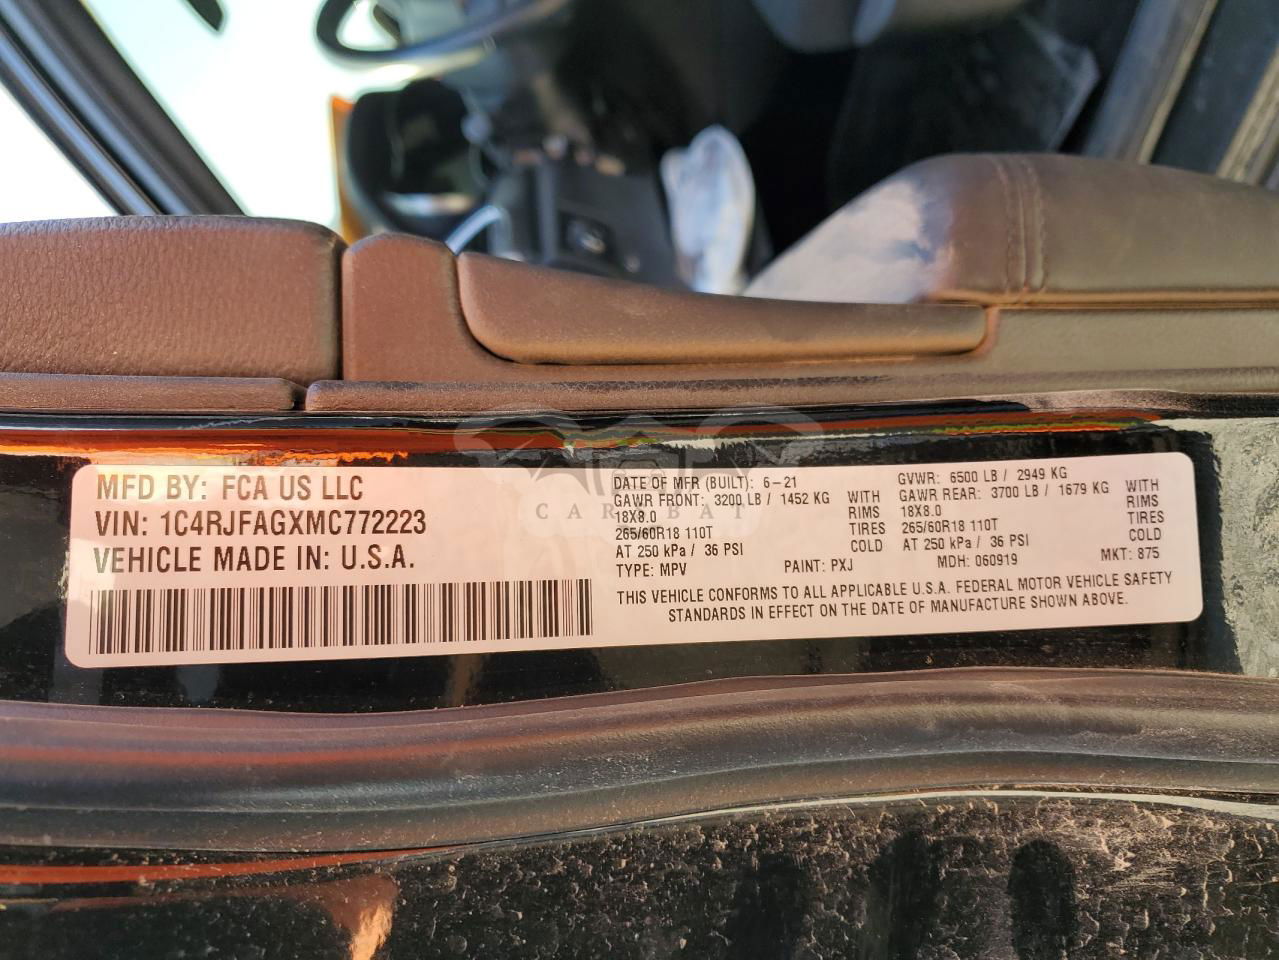 MFD BY: FCA US LLC
VIN: 1C4RJFAGXMC772223
VEHICLE MADE IN: U.S.A.
DATE OF MFR (BUILT): 6-21
GAWR FRONT: 3200 LB / 1452 KG WITH
18X8.0 RIMS
265/60R18 110T TIRES
AT 250 kPa / 36 PSI COLD
TYPE: MPV PAINT: PXJ
GVWR: 6500 LB / 2949 KG
GAWR REAR: 3700 LB / 1679 KG WITH
18X8.0 RIMS
265/60R18 110T TIRES
AT 250 kPa / 36 PSI COLD
MDH: 060919 MKT: 875
THIS VEHICLE CONFORMS TO ALL APPLICABLE U.S.A. FEDERAL MOTOR VEHICLE SAFETY
STANDARDS IN EFFECT ON THE DATE OF MANUFACTURE SHOWN ABOVE.